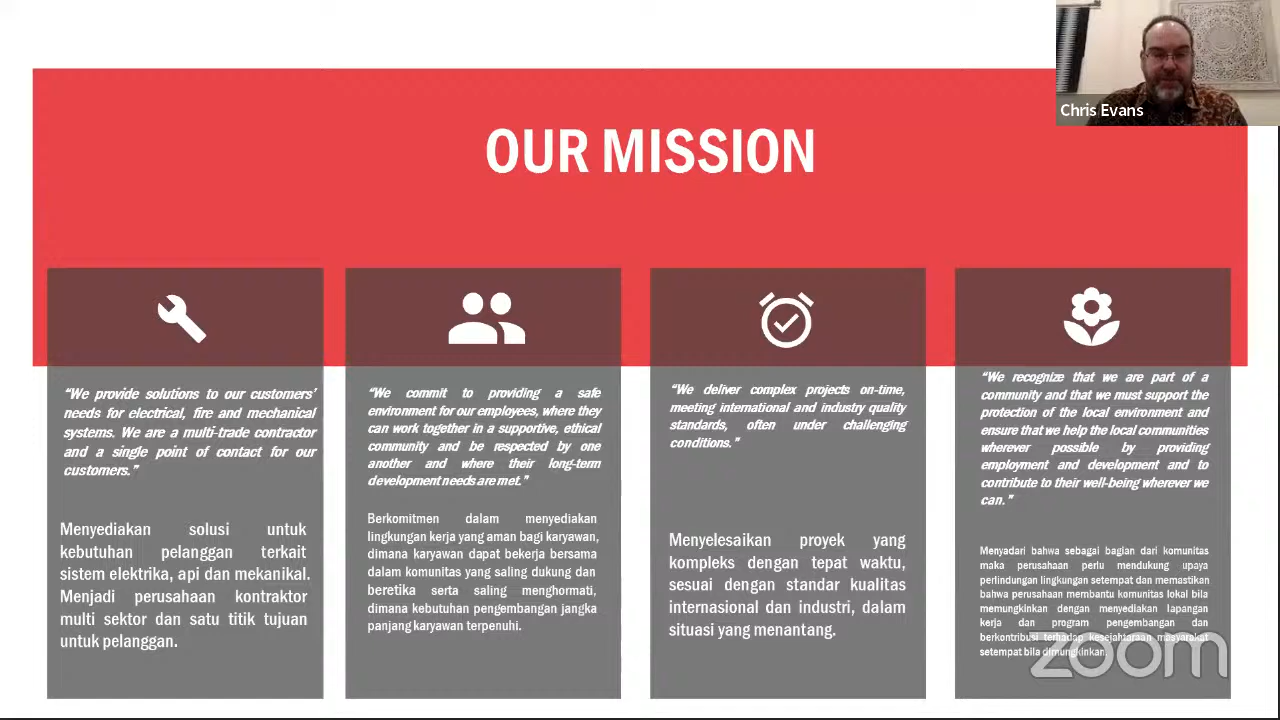 Chris Evans
OUR MISSION
“We provide solutions to our customers’
needs for electrical, fire and mechanical
systems. We are a multi-trade contractor
and a single point of contact for our
customers.”
Menyediakan solusi untuk
kebutuhan pelanggan terkait
sistem elektrika, api dan mekanikal.
Menjadi perusahaan kontraktor
multi sektor dan satu titik tujuan
untuk pelanggan.
“We commit to providing a safe
environment for our employees, where they
can work together in a supportive, ethical
community and be respected by one
another and where their long-term
development needs are met.”
Berkomitmen dalam menyediakan
lingkungan kerja yang aman bagi karyawan,
dimana karyawan dapat bekerja bersama
dalam komunitas yang saling dukung dan
beretika serta saling menghormati,
dimana kebutuhan pengembangan jangka
panjang karyawan terpenuhi.
“We deliver complex projects on-time,
meeting international and industry quality
standards, often under challenging
conditions.”
Menyelesaikan proyek yang
kompleks dengan tepat waktu,
sesuai dengan standar kualitas
internasional dan industri, dalam
situasi yang menantang.
“We recognize that we are part of a
community and that we must support the
protection of the local environment and
ensure that we help the local communities
wherever possible by providing
employment and development and to
contribute to their well-being wherever we
can.”
Menyadari bahwa sebagai bagian dari komunitas
maka perusahaan perlu mendukung upaya
perlindungan lingkungan setempat dan memastikan
bahwa perusahaan membantu komunitas lokal bila
memungkinkan dengan menyediakan lapangan
kerja dan program pengembangan dan
berkontribusi terhadap kesejahteraan masyarakat
setempat bila dimungkinkan.
zoom